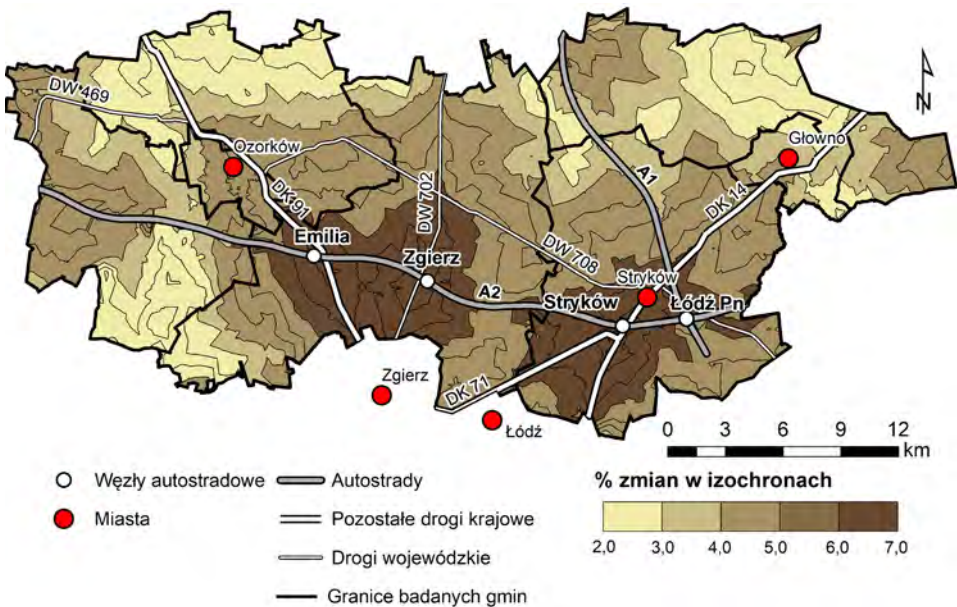 DW 469
Ozorków
DK 91
DW 702
Emilia
Zgierz
A2
DW 708
A1
Głowno
DK 14
Stryków
Stryków
Łódź Pn
DK 71
Zgierz
Łódź
N
0 3 6 9 12
km
Węzły autostradowe
Miasta
Autostrady
Pozostałe drogi krajowe
Drogi wojewódzkie
Granice badanych gmin
% zmian w izochronach
2,0 3,0 4,0 5,0 6,0 7,0